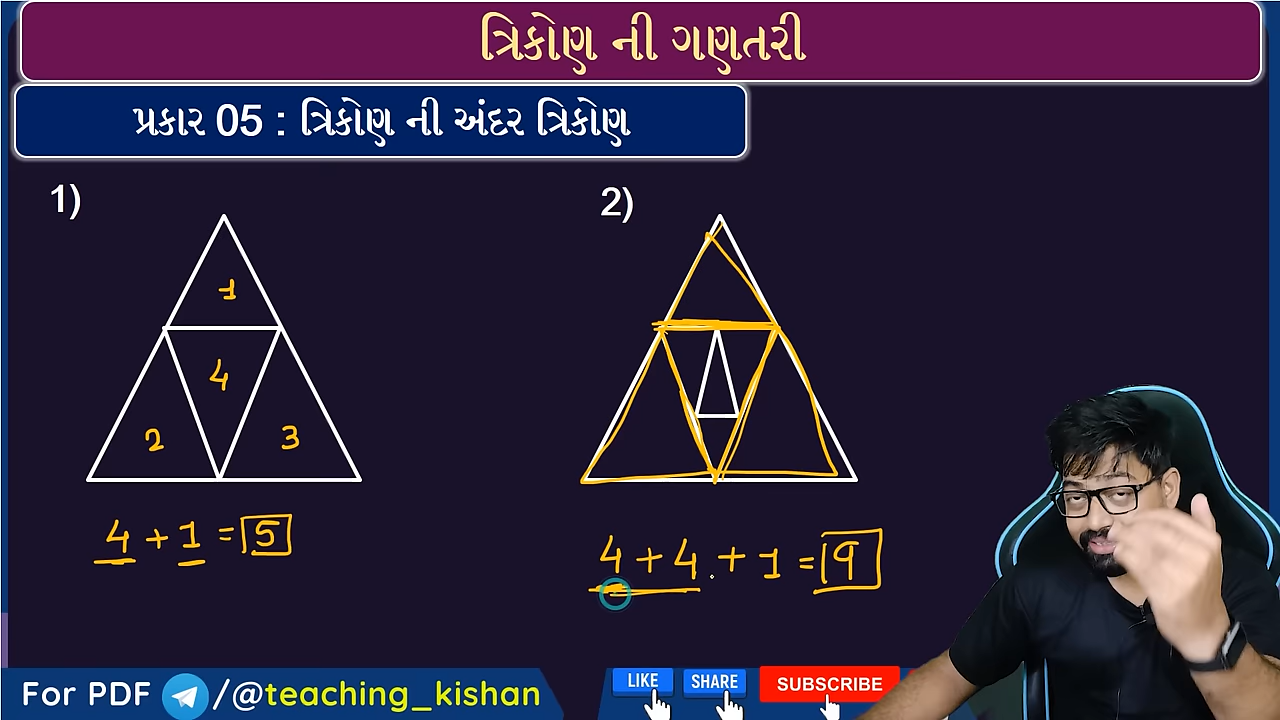 ત્રિકોણ ની ગણતરી
પ્રકાર 05 : ત્રિકોણ ની અંદર ત્રિકોણ
1)
2)
1
4
2
3
4 + 1 = 5
4 + 4 + 1 = 9
For PDF /@teaching_kishan
LIKE
SHARE
SUBSCRIBE